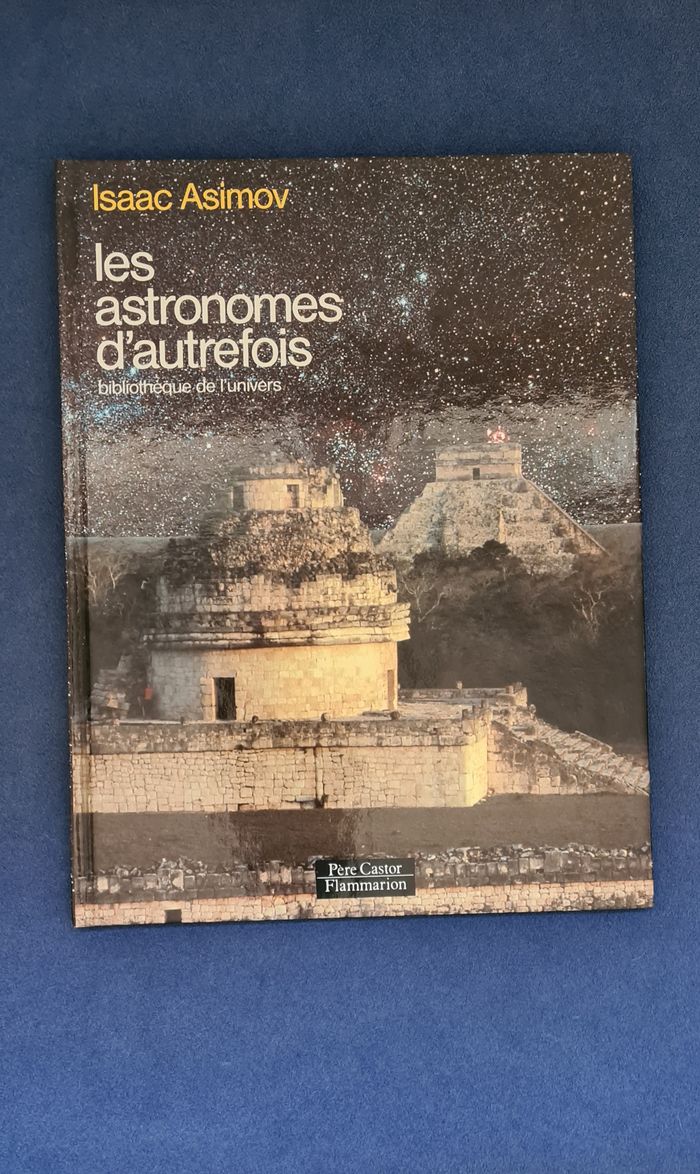 Isaac Asimov
les
astronomes
d'autrefois
bibliothèque de l'univers
Père Castor
Flammarion